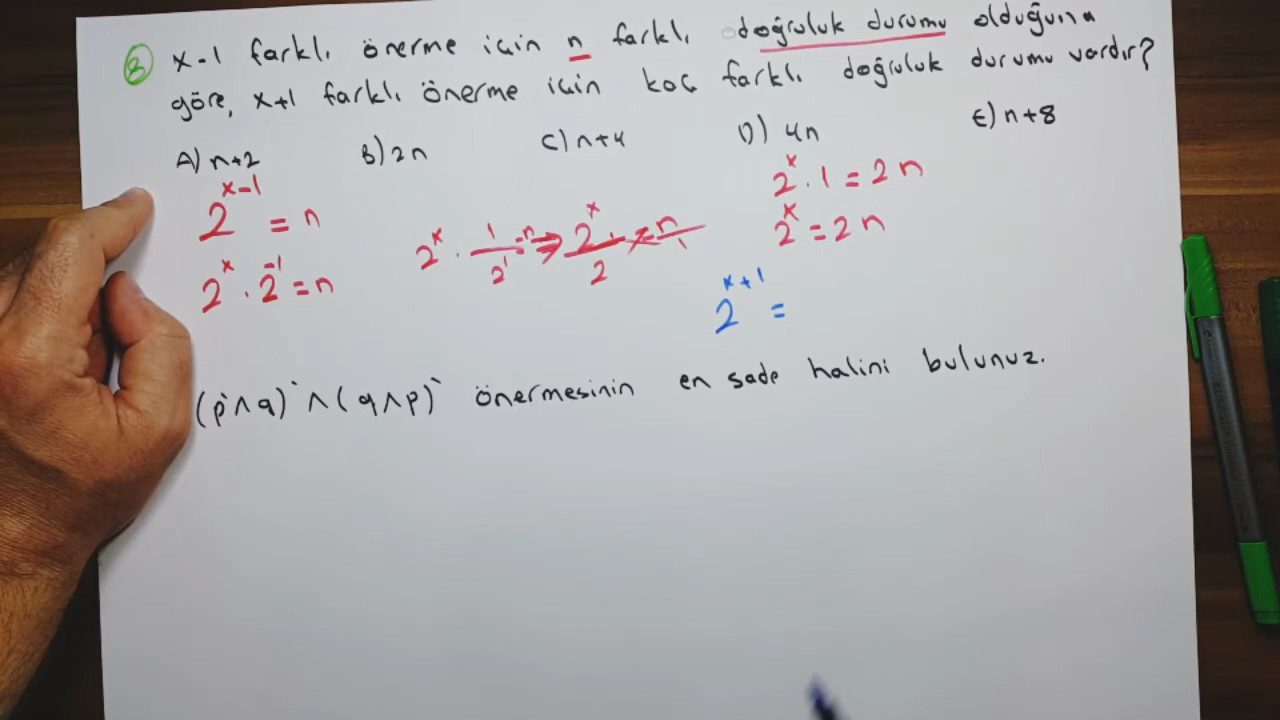 3 x-1 farklı önerme için n farklı doğruluk durumu olduğuna
göre, x+1 farklı önerme için kaç farklı doğruluk durumu vardır?
A) n+2 B) 2n C) n+4 D) 4n E) n+8
2^(x-1) = n
2^x · 2^(-1) = n
2^x · 1/2^1 = n ⇒ 2^x · 1/2 = n/1
2^x · 1 = 2n
2^x = 2n
2^(x+1) =
(p`∧q)` ∧ (q∧p)` önermesinin en sade halini bulunuz.